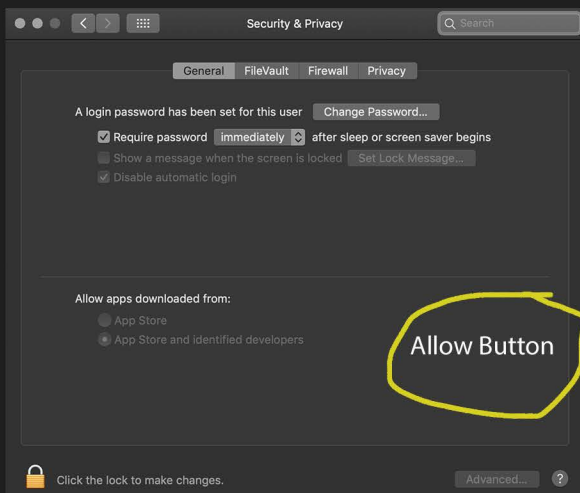 Security & Privacy
Search
General FileVault Firewall Privacy
A login password has been set for this user Change Password...
Require password immediately after sleep or screen saver begins
Show a message when the screen is locked Set Lock Message...
Disable automatic login
Allow apps downloaded from:
App Store
App Store and identified developers
Allow Button
Click the lock to make changes.
Advanced... ?